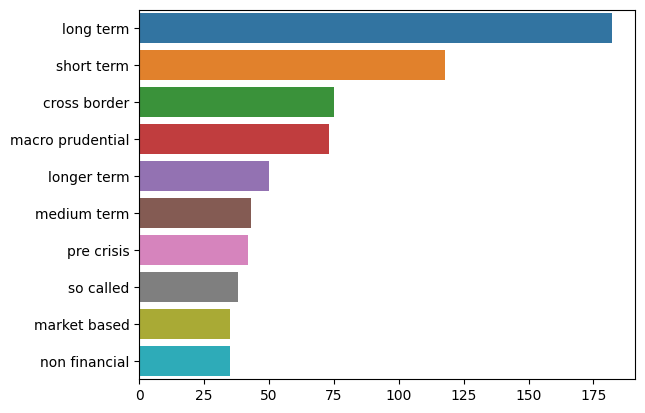 long term
short term
cross border
macro prudential
longer term
medium term
pre crisis
so called
market based
non financial
0 25 50 75 100 125 150 175